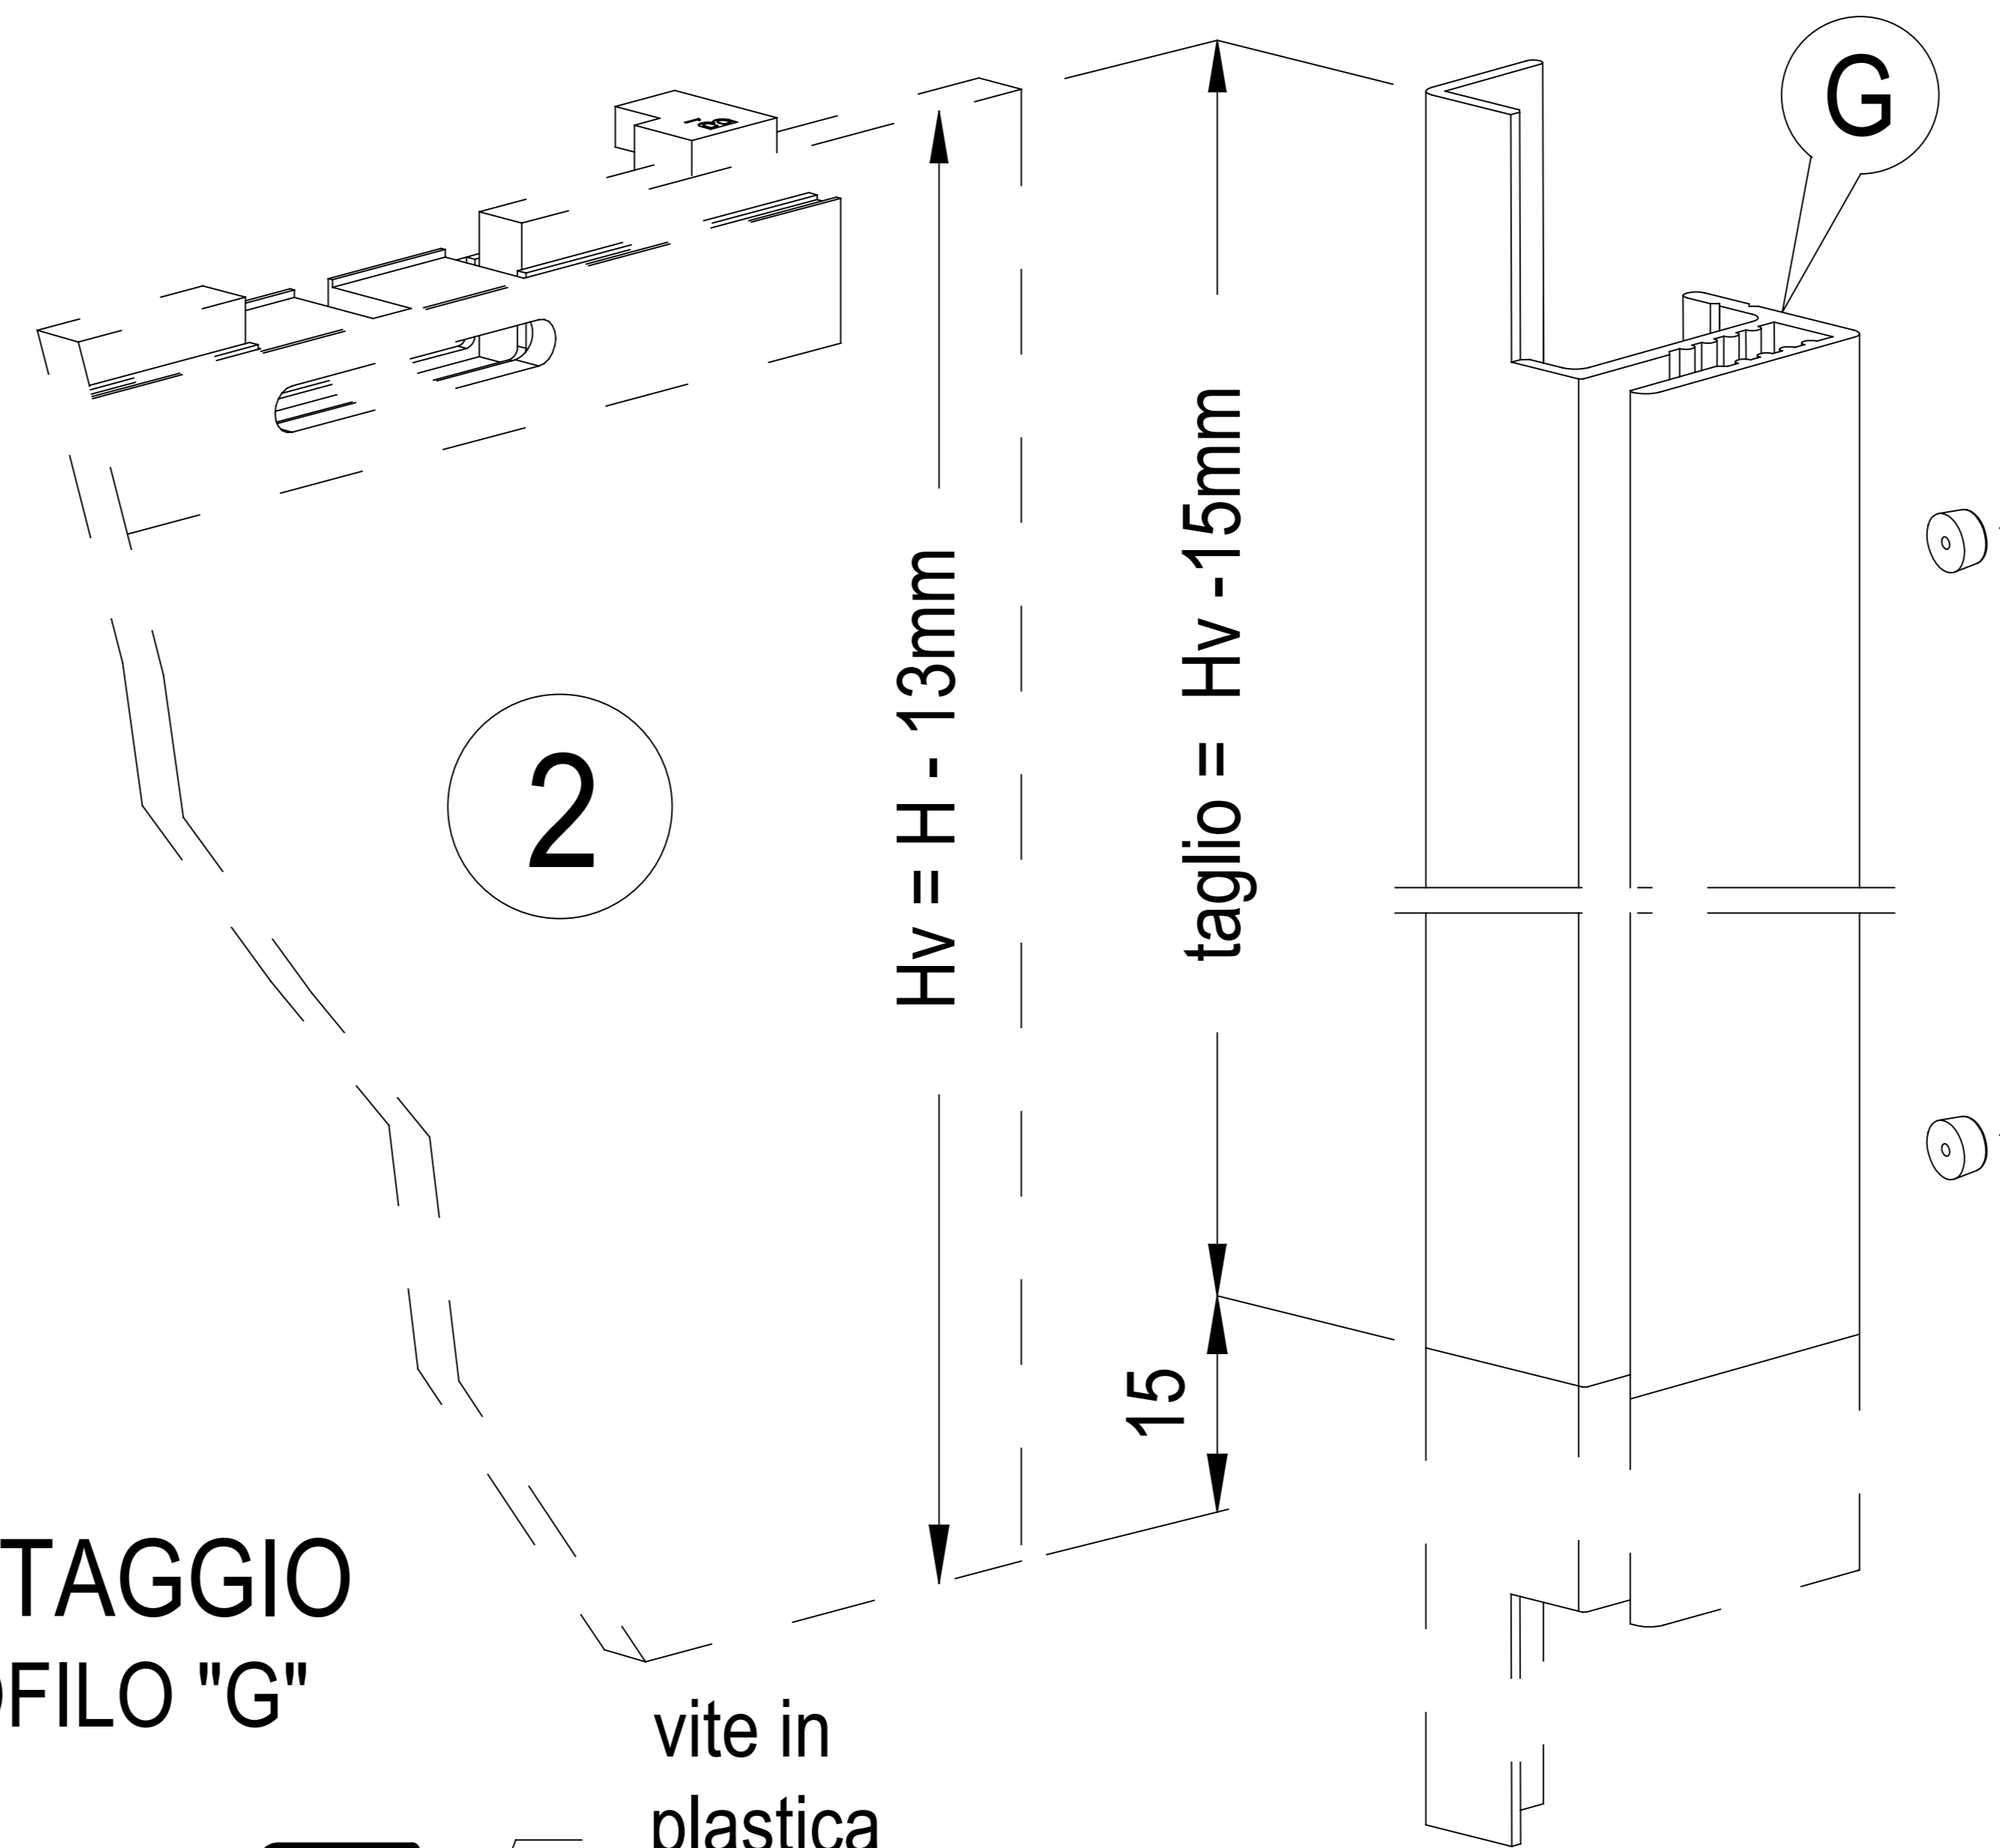 G
Hv = H - 13mm
taglio = Hv -15mm
2
15
TAGGIO
OFILO "G"
vite in
plastica